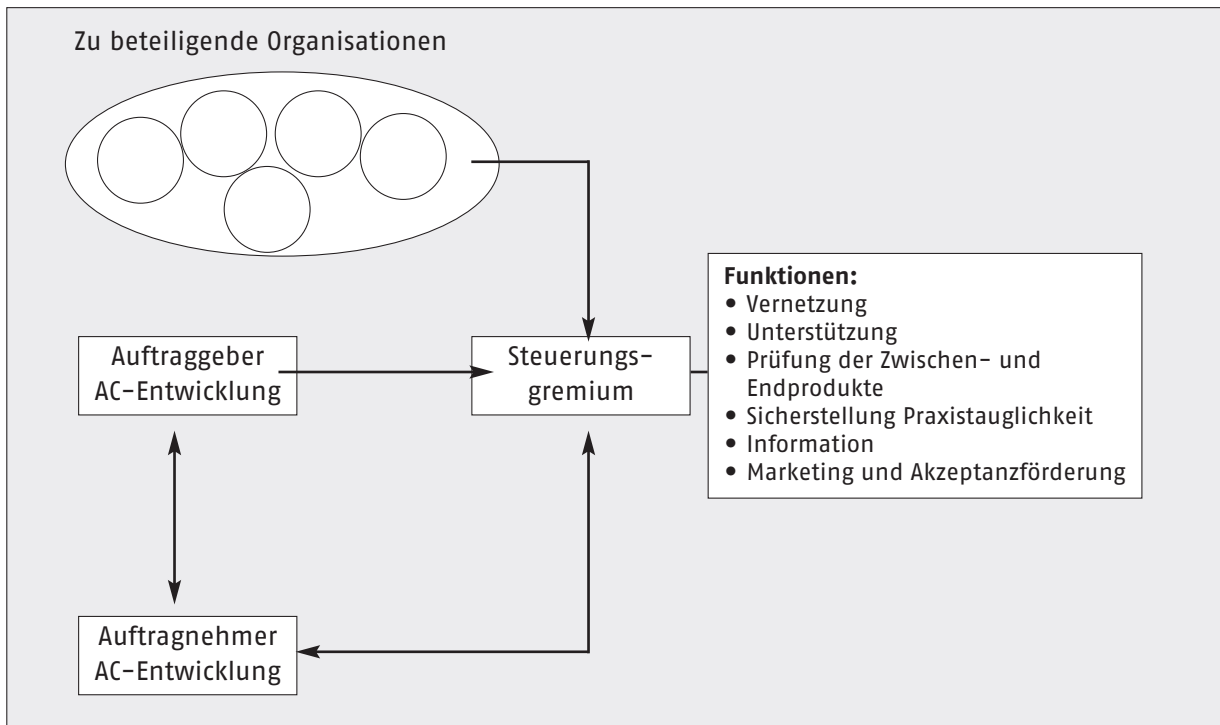 Zu beteiligende Organisationen
Auftraggeber
AC-Entwicklung
Steuerungs-
gremium
Funktionen:
• Vernetzung
• Unterstützung
• Prüfung der Zwischen- und
Endprodukte
• Sicherstellung Praxistauglichkeit
• Information
• Marketing und Akzeptanzförderung
Auftragnehmer
AC-Entwicklung